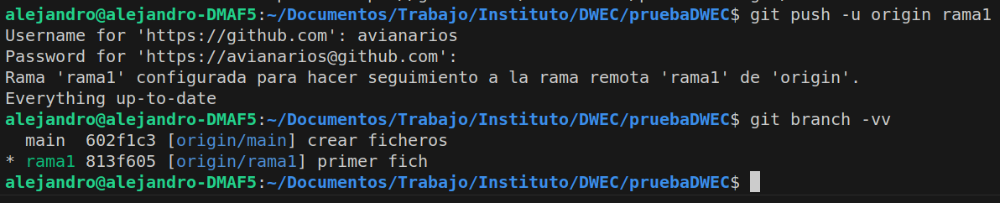 alejandro@alejandro-DMAF5:~/Documentos/Trabajo/Instituto/DWEC/pruebaDWEC$ git push -u origin rama1
Username for 'https://github.com': avianarios
Password for 'https://avianarios@github.com':
Rama 'rama1' configurada para hacer seguimiento a la rama remota 'rama1' de 'origin'.
Everything up-to-date
alejandro@alejandro-DMAF5:~/Documentos/Trabajo/Instituto/DWEC/pruebaDWEC$ git branch -vv
  main  602f1c3 [origin/main] crear ficheros
* rama1 813f605 [origin/rama1] primer fich
alejandro@alejandro-DMAF5:~/Documentos/Trabajo/Instituto/DWEC/pruebaDWEC$